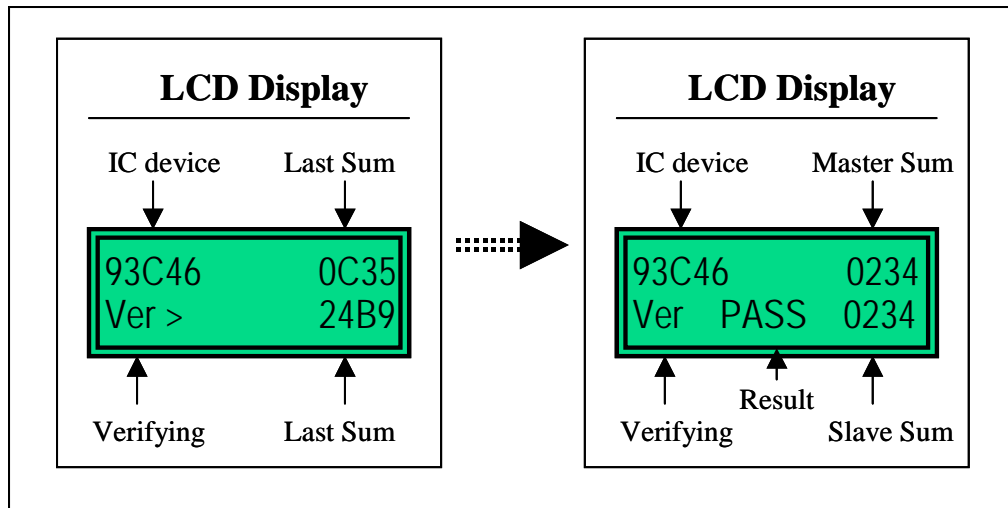 LCD Display
IC device Last Sum
93C46 0C35
Ver > 24B9
Verifying Last Sum
LCD Display
IC device Master Sum
93C46 0234
Ver PASS 0234
Result
Verifying Slave Sum